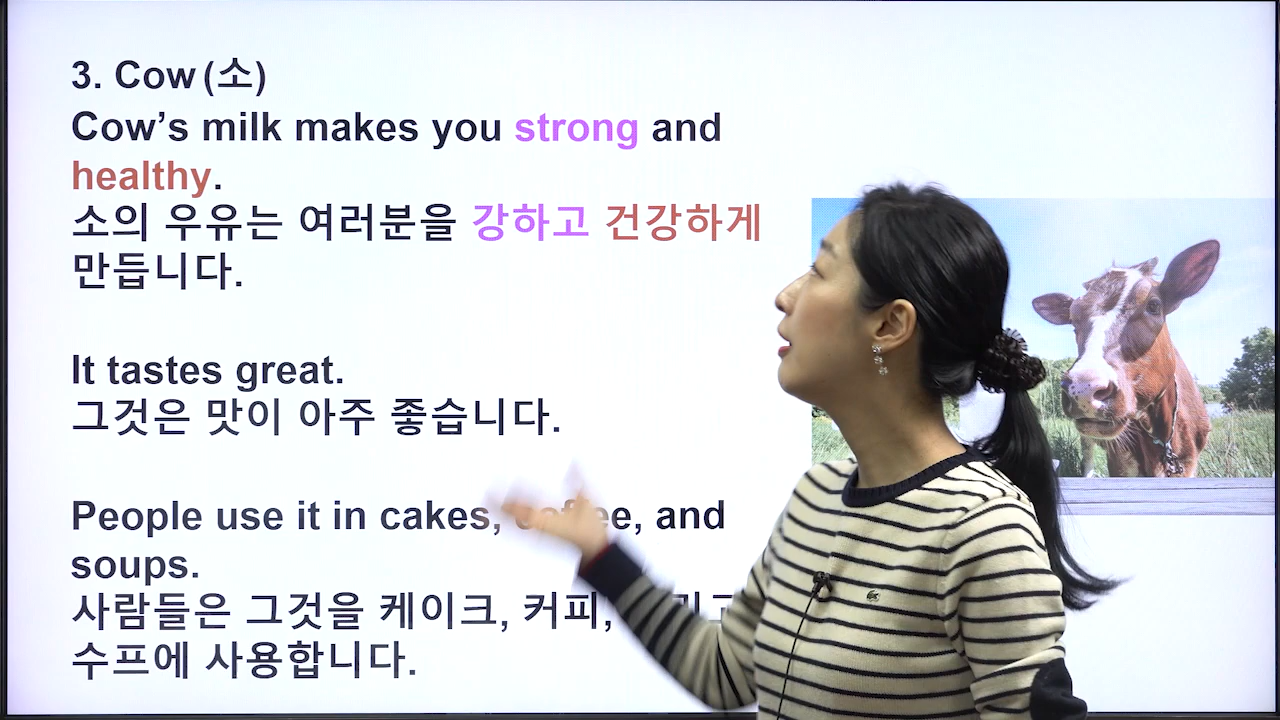 3. Cow (소)
Cow's milk makes you strong and
healthy.
소의 우유는 여러분을 강하고 건강하게
만듭니다.
It tastes great.
그것은 맛이 아주 좋습니다.
People use it in cakes, coffee, and
soups.
사람들은 그것을 케이크, 커피,
수프에 사용합니다.